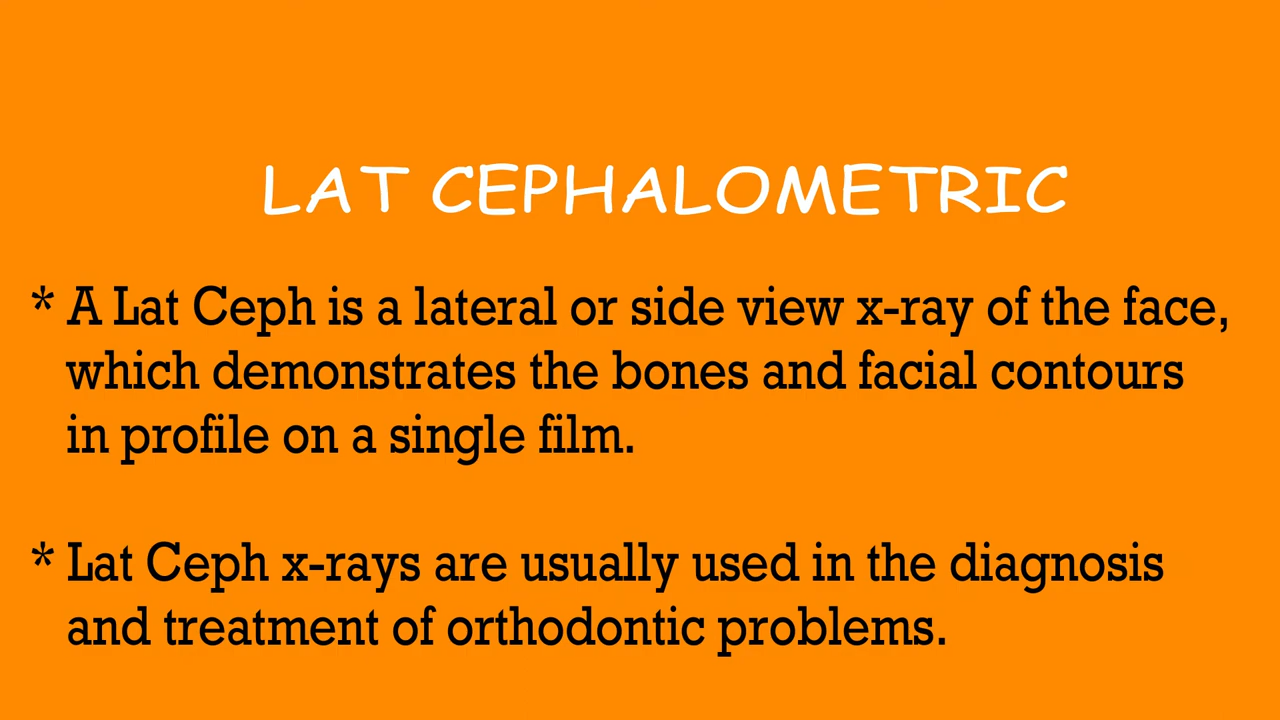 LAT CEPHALOMETRIC
* A Lat Ceph is a lateral or side view x-ray of the face,
which demonstrates the bones and facial contours
in profile on a single film.
* Lat Ceph x-rays are usually used in the diagnosis
and treatment of orthodontic problems.